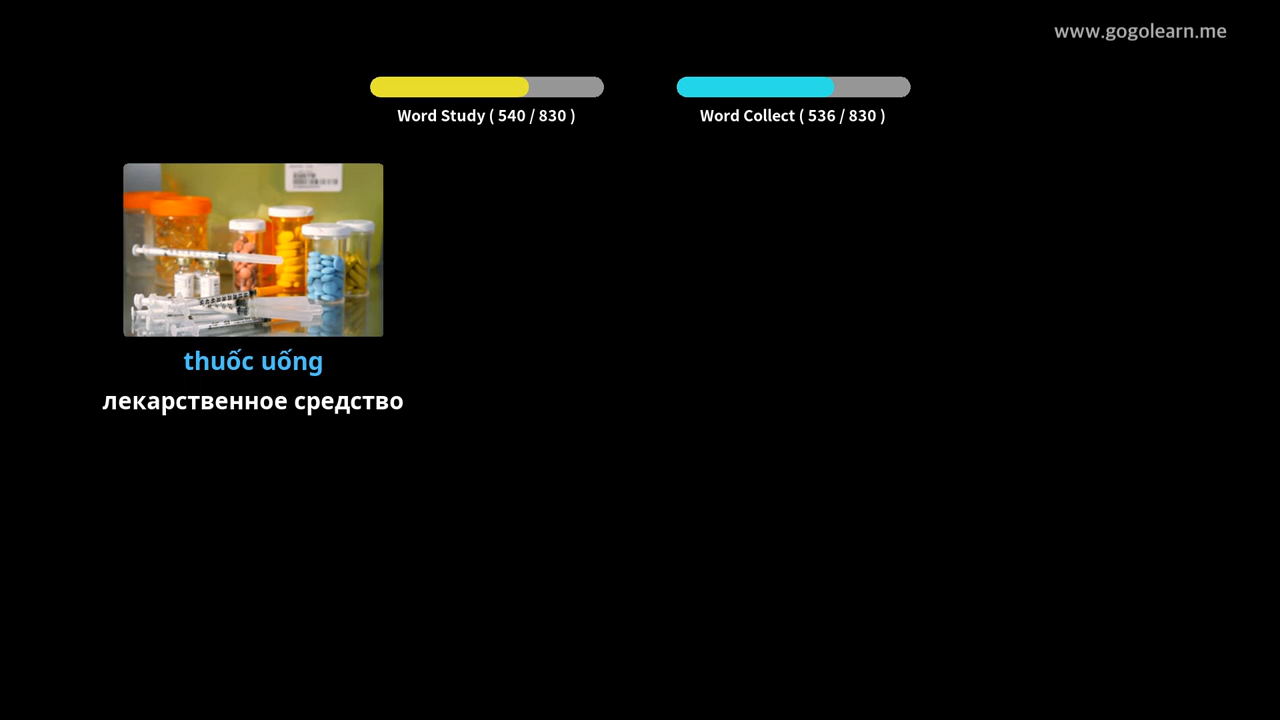 www.gogolearn.me
Word Study ( 540 / 830 )
Word Collect ( 536 / 830 )
thuốc uống
лекарственное средство